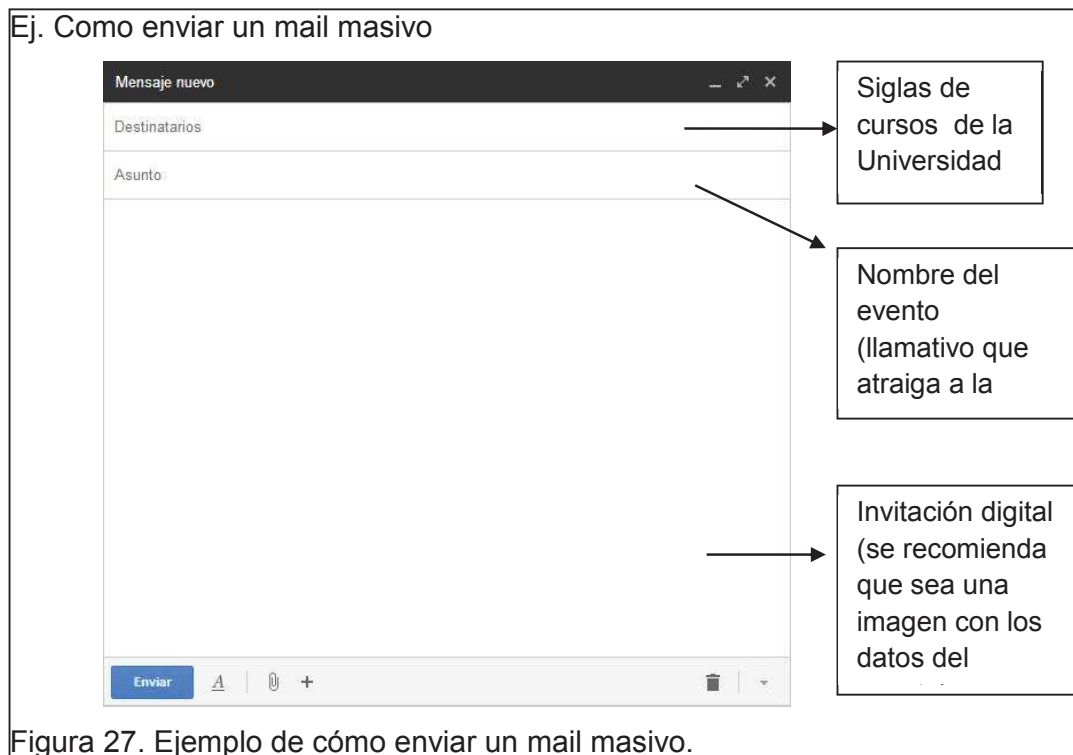 Ej. Como enviar un mail masivo
Mensaje nuevo
Destinatarios
Asunto
Siglas de
cursos de la
Universidad
Nombre del
evento
(llamativo que
atraiga a la
Invitación digital
(se recomienda
que sea una
imagen con los
datos del
Enviar A
Figura 27. Ejemplo de cómo enviar un mail masivo.